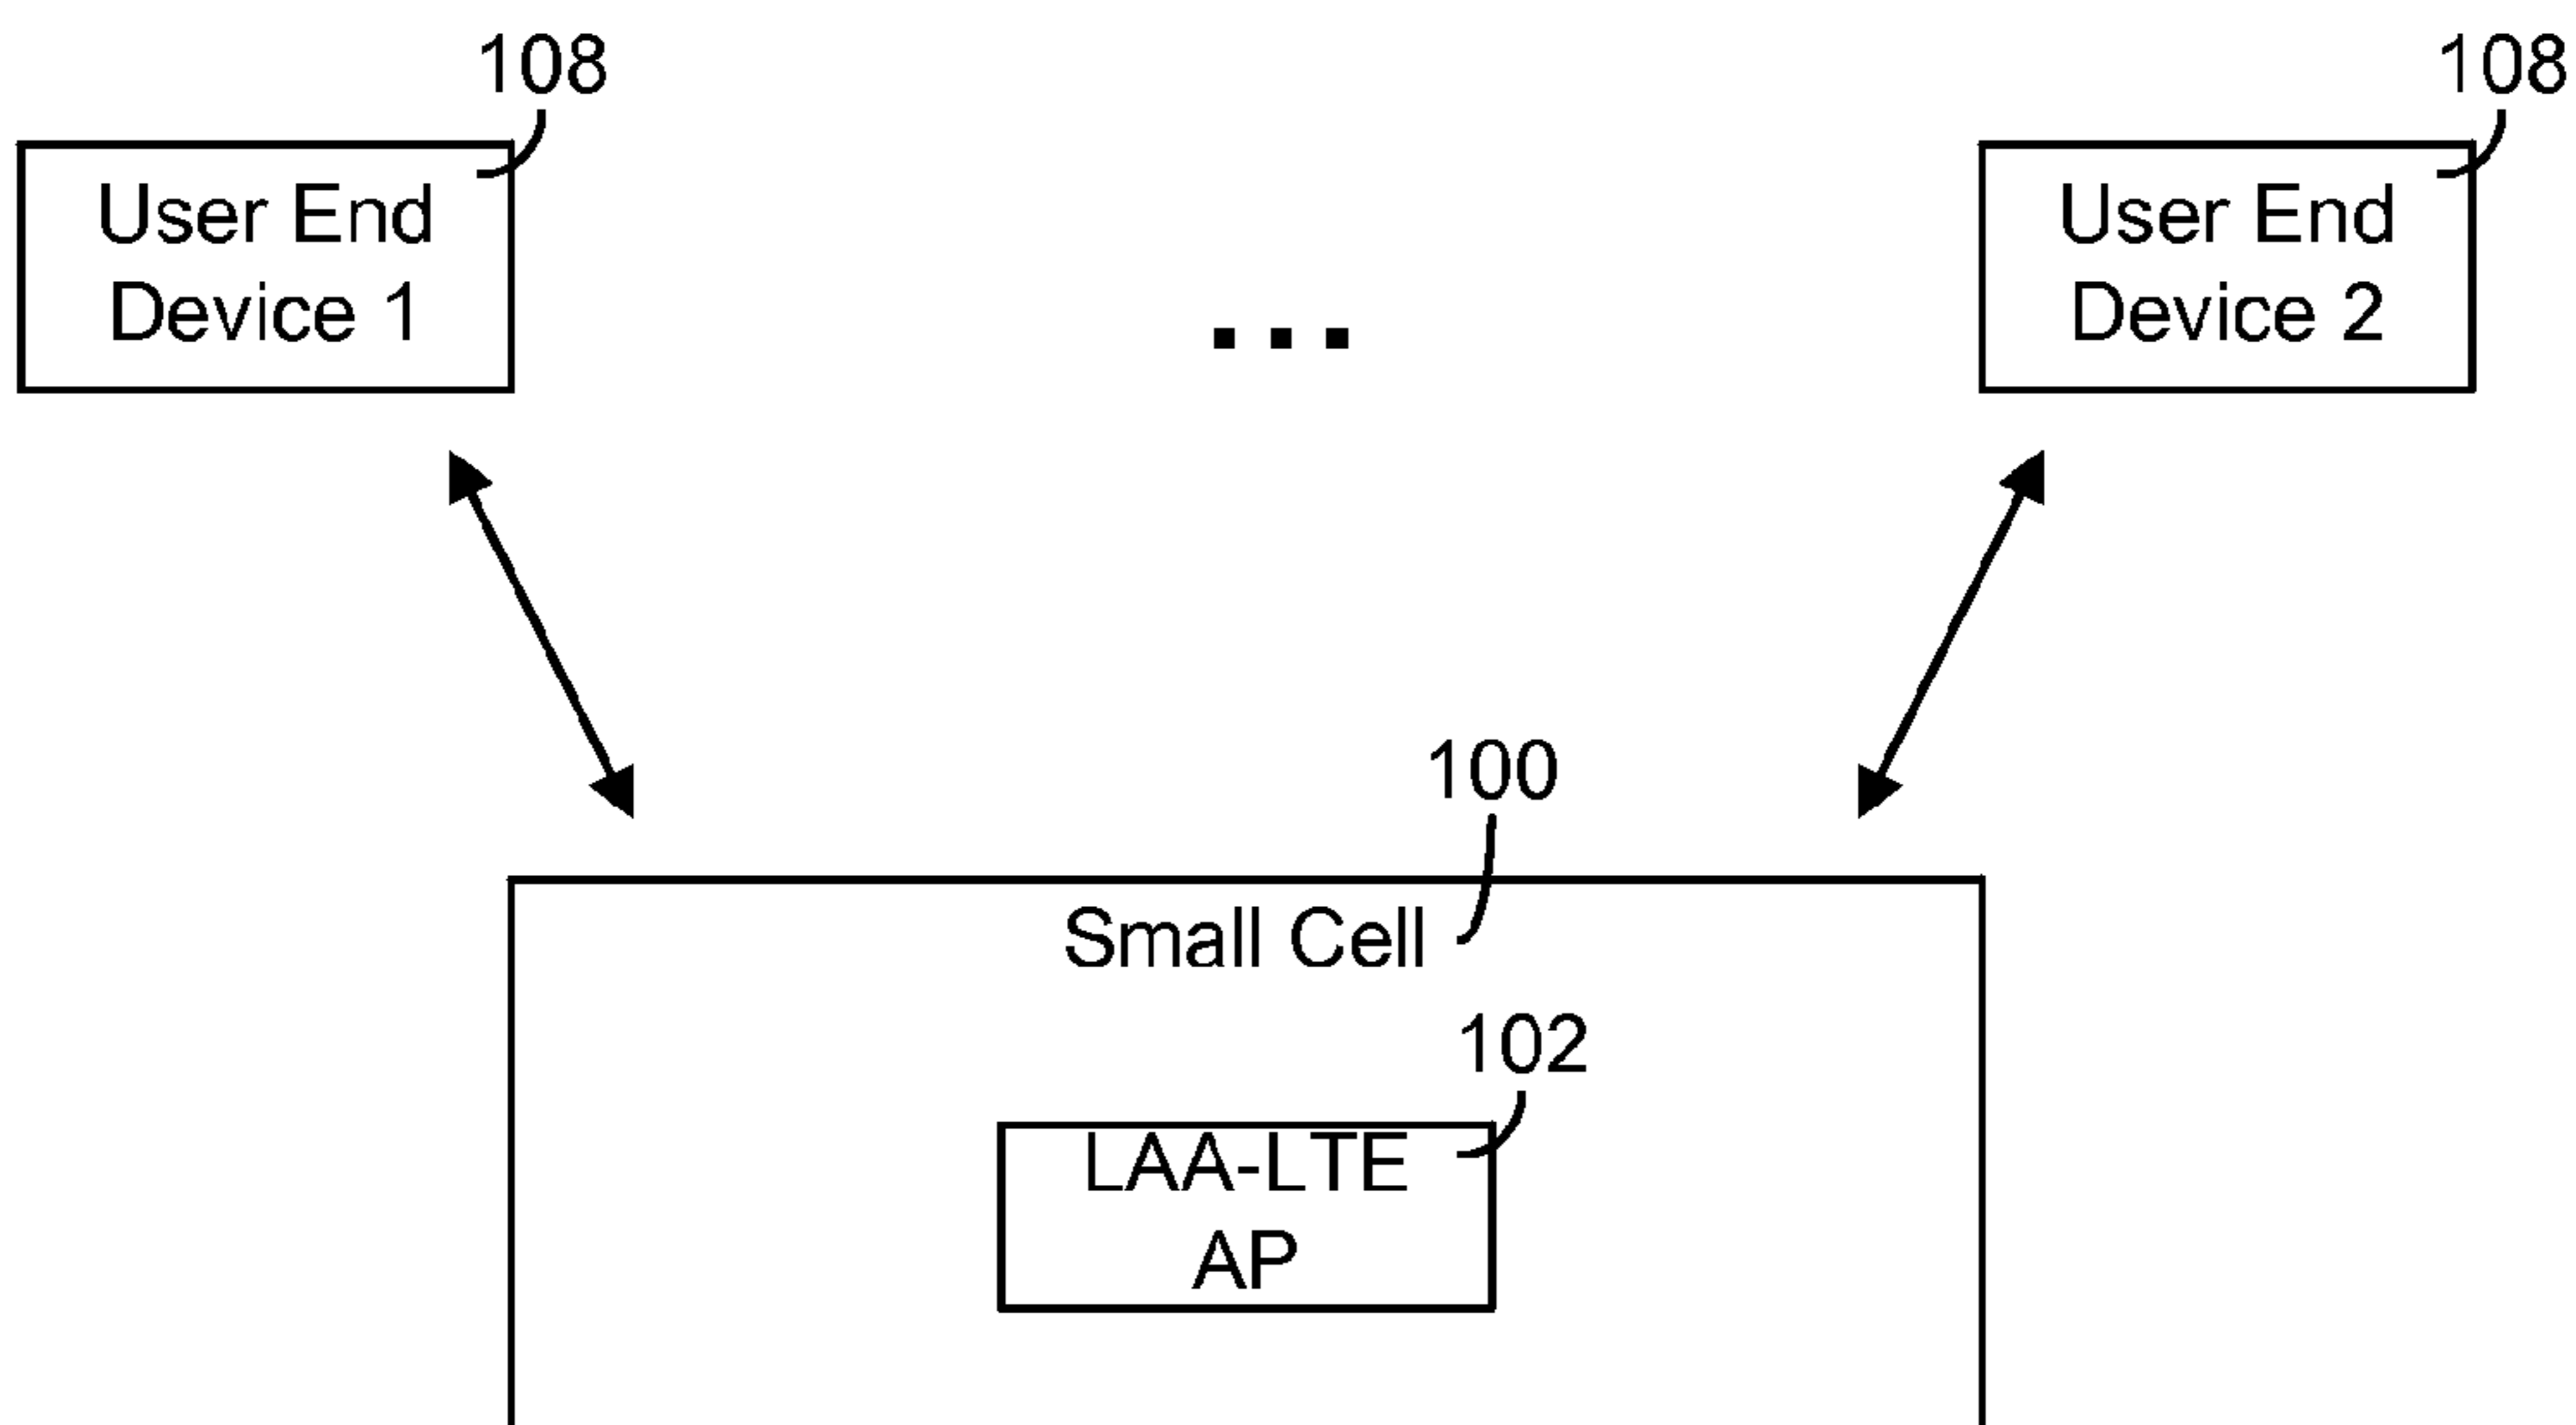 108
108
User End
Device 1
...
User End
Device 2
100
Small Cell
102
LAA-LTE
AP